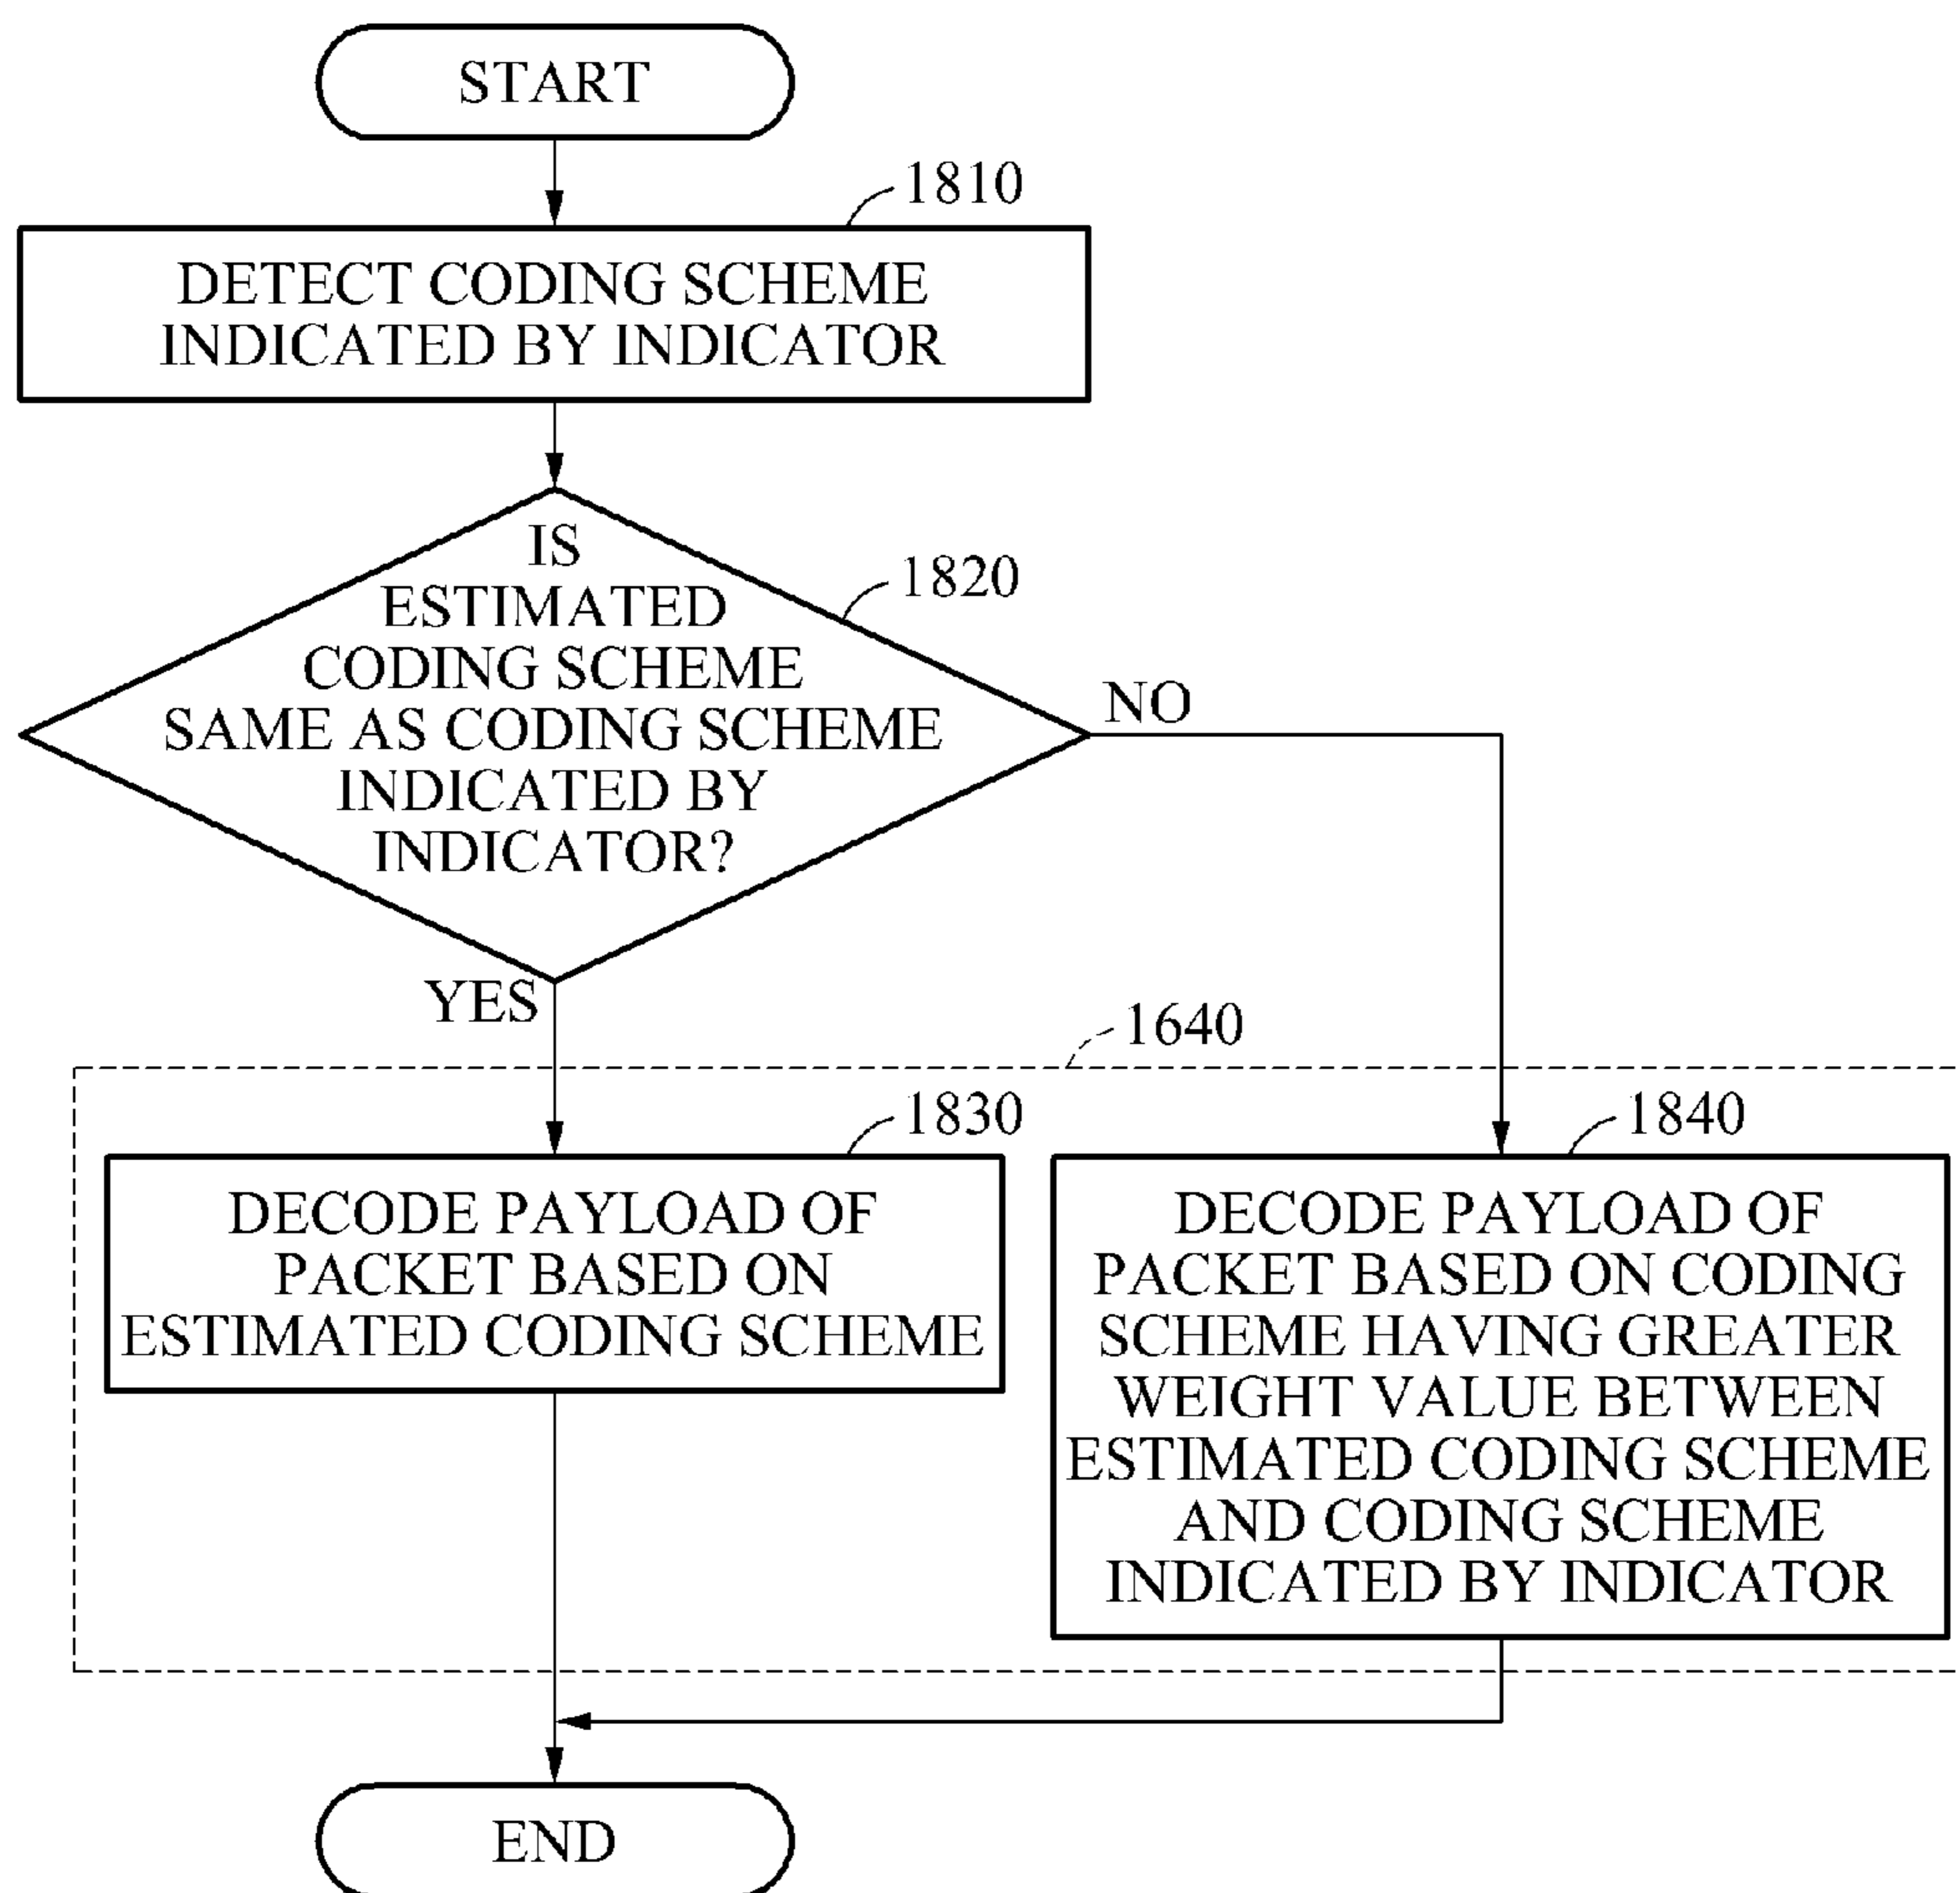 START
1810
DETECT CODING SCHEME
INDICATED BY INDICATOR
IS
ESTIMATED
CODING SCHEME
SAME AS CODING SCHEME
INDICATED BY
INDICATOR?
1820
NO
YES
1640
1830
DECODE PAYLOAD OF
PACKET BASED ON
ESTIMATED CODING SCHEME
1840
DECODE PAYLOAD OF
PACKET BASED ON CODING
SCHEME HAVING GREATER
WEIGHT VALUE BETWEEN
ESTIMATED CODING SCHEME
AND CODING SCHEME
INDICATED BY INDICATOR
END